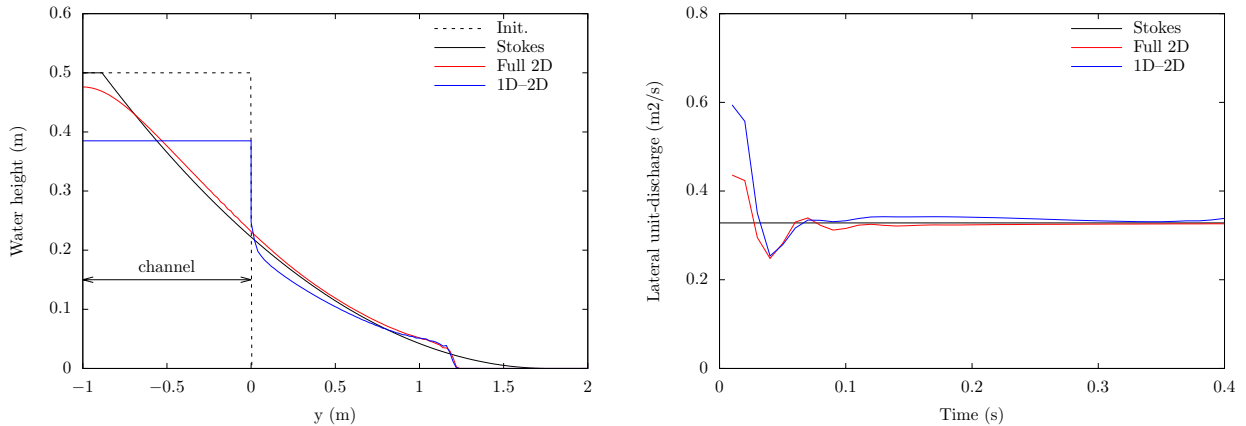 Water height (m)
0.6
0.5
0.4
0.3
0.2
0.1
0
Init.
Stokes
Full 2D
1D–2D
channel
−1 −0.5 0 0.5 1 1.5 2
y (m)
Lateral unit-discharge (m2/s)
0.8
0.6
0.4
0.2
0
Stokes
Full 2D
1D–2D
0 0.1 0.2 0.3 0.4
Time (s)